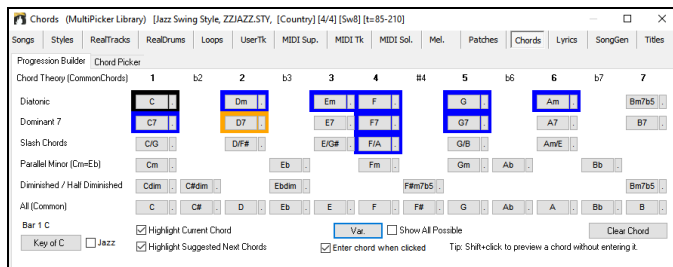 Chords (MultiPicker Library) [Jazz Swing Style, ZZJAZZ.STY, [Country] [4/4] [Sw8] [t=85-210]
Songs Styles RealTracks RealDrums Loops UserTk MIDI Sup. MIDI Tk MIDI Sol. Mel. Patches Chords Lyrics SongGen Titles
Progression Builder Chord Picker
Chord Theory (CommonChords) 1 b2 2 b3 3 4 #4 5 b6 6 b7 7
Diatonic C . Dm . Em . F . G . Am . Bm7b5 .
Dominant 7 C7 . D7 . E7 . F7 . G7 . A7 . B7 .
Slash Chords C/G . D/F# . E/G# . F/A . G/B . Am/E .
Parallel Minor (Cm=Eb) Cm . Eb . Fm . Gm . Ab . Bb .
Diminished / Half Diminished Cdim . C#dim . Ebdim . F#m7b5 . Bm7b5 .
All (Common) C . C# . D . Eb . E . F . F# . G . Ab . A . Bb . B .
Bar 1 C Highlight Current Chord Var. Show All Possible Clear Chord
Key of C Jazz Highlight Suggested Next Chords Enter chord when clicked Tip: Shift+click to preview a chord without entering it.